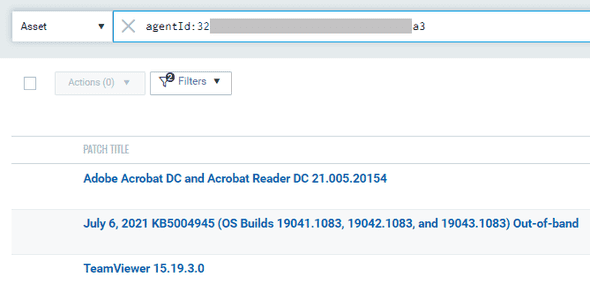 Asset
agentId:32 a3
Actions (0)
2
Filters
PATCH TITLE
Adobe Acrobat DC and Acrobat Reader DC 21.005.20154
July 6, 2021 KB5004945 (OS Builds 19041.1083, 19042.1083, and 19043.1083) Out-of-band
TeamViewer 15.19.3.0